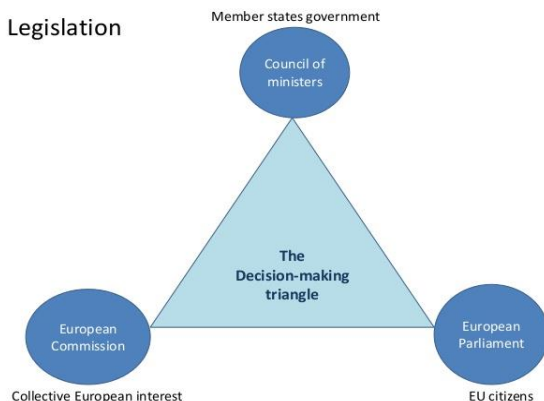 Legislation
Member states government
Council of
ministers
The
Decision-making
triangle
European
Commission
European
Parliament
Collective European interest
EU citizens